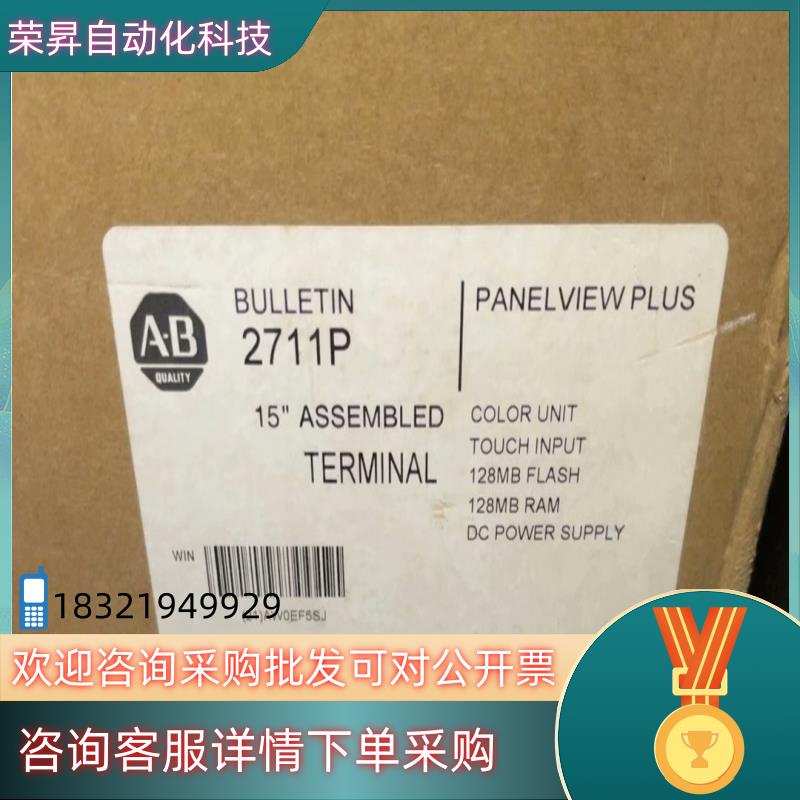 荣昇自动化科技
A·B
QUALITY
BULLETIN
2711P
PANELVIEW PLUS
15" ASSEMBLED
TERMINAL
COLOR UNIT
TOUCH INPUT
128MB FLASH
128MB RAM
DC POWER SUPPLY
WIN
18321949929
欢迎咨询采购批发可对公开票
咨询客服详情下单采购